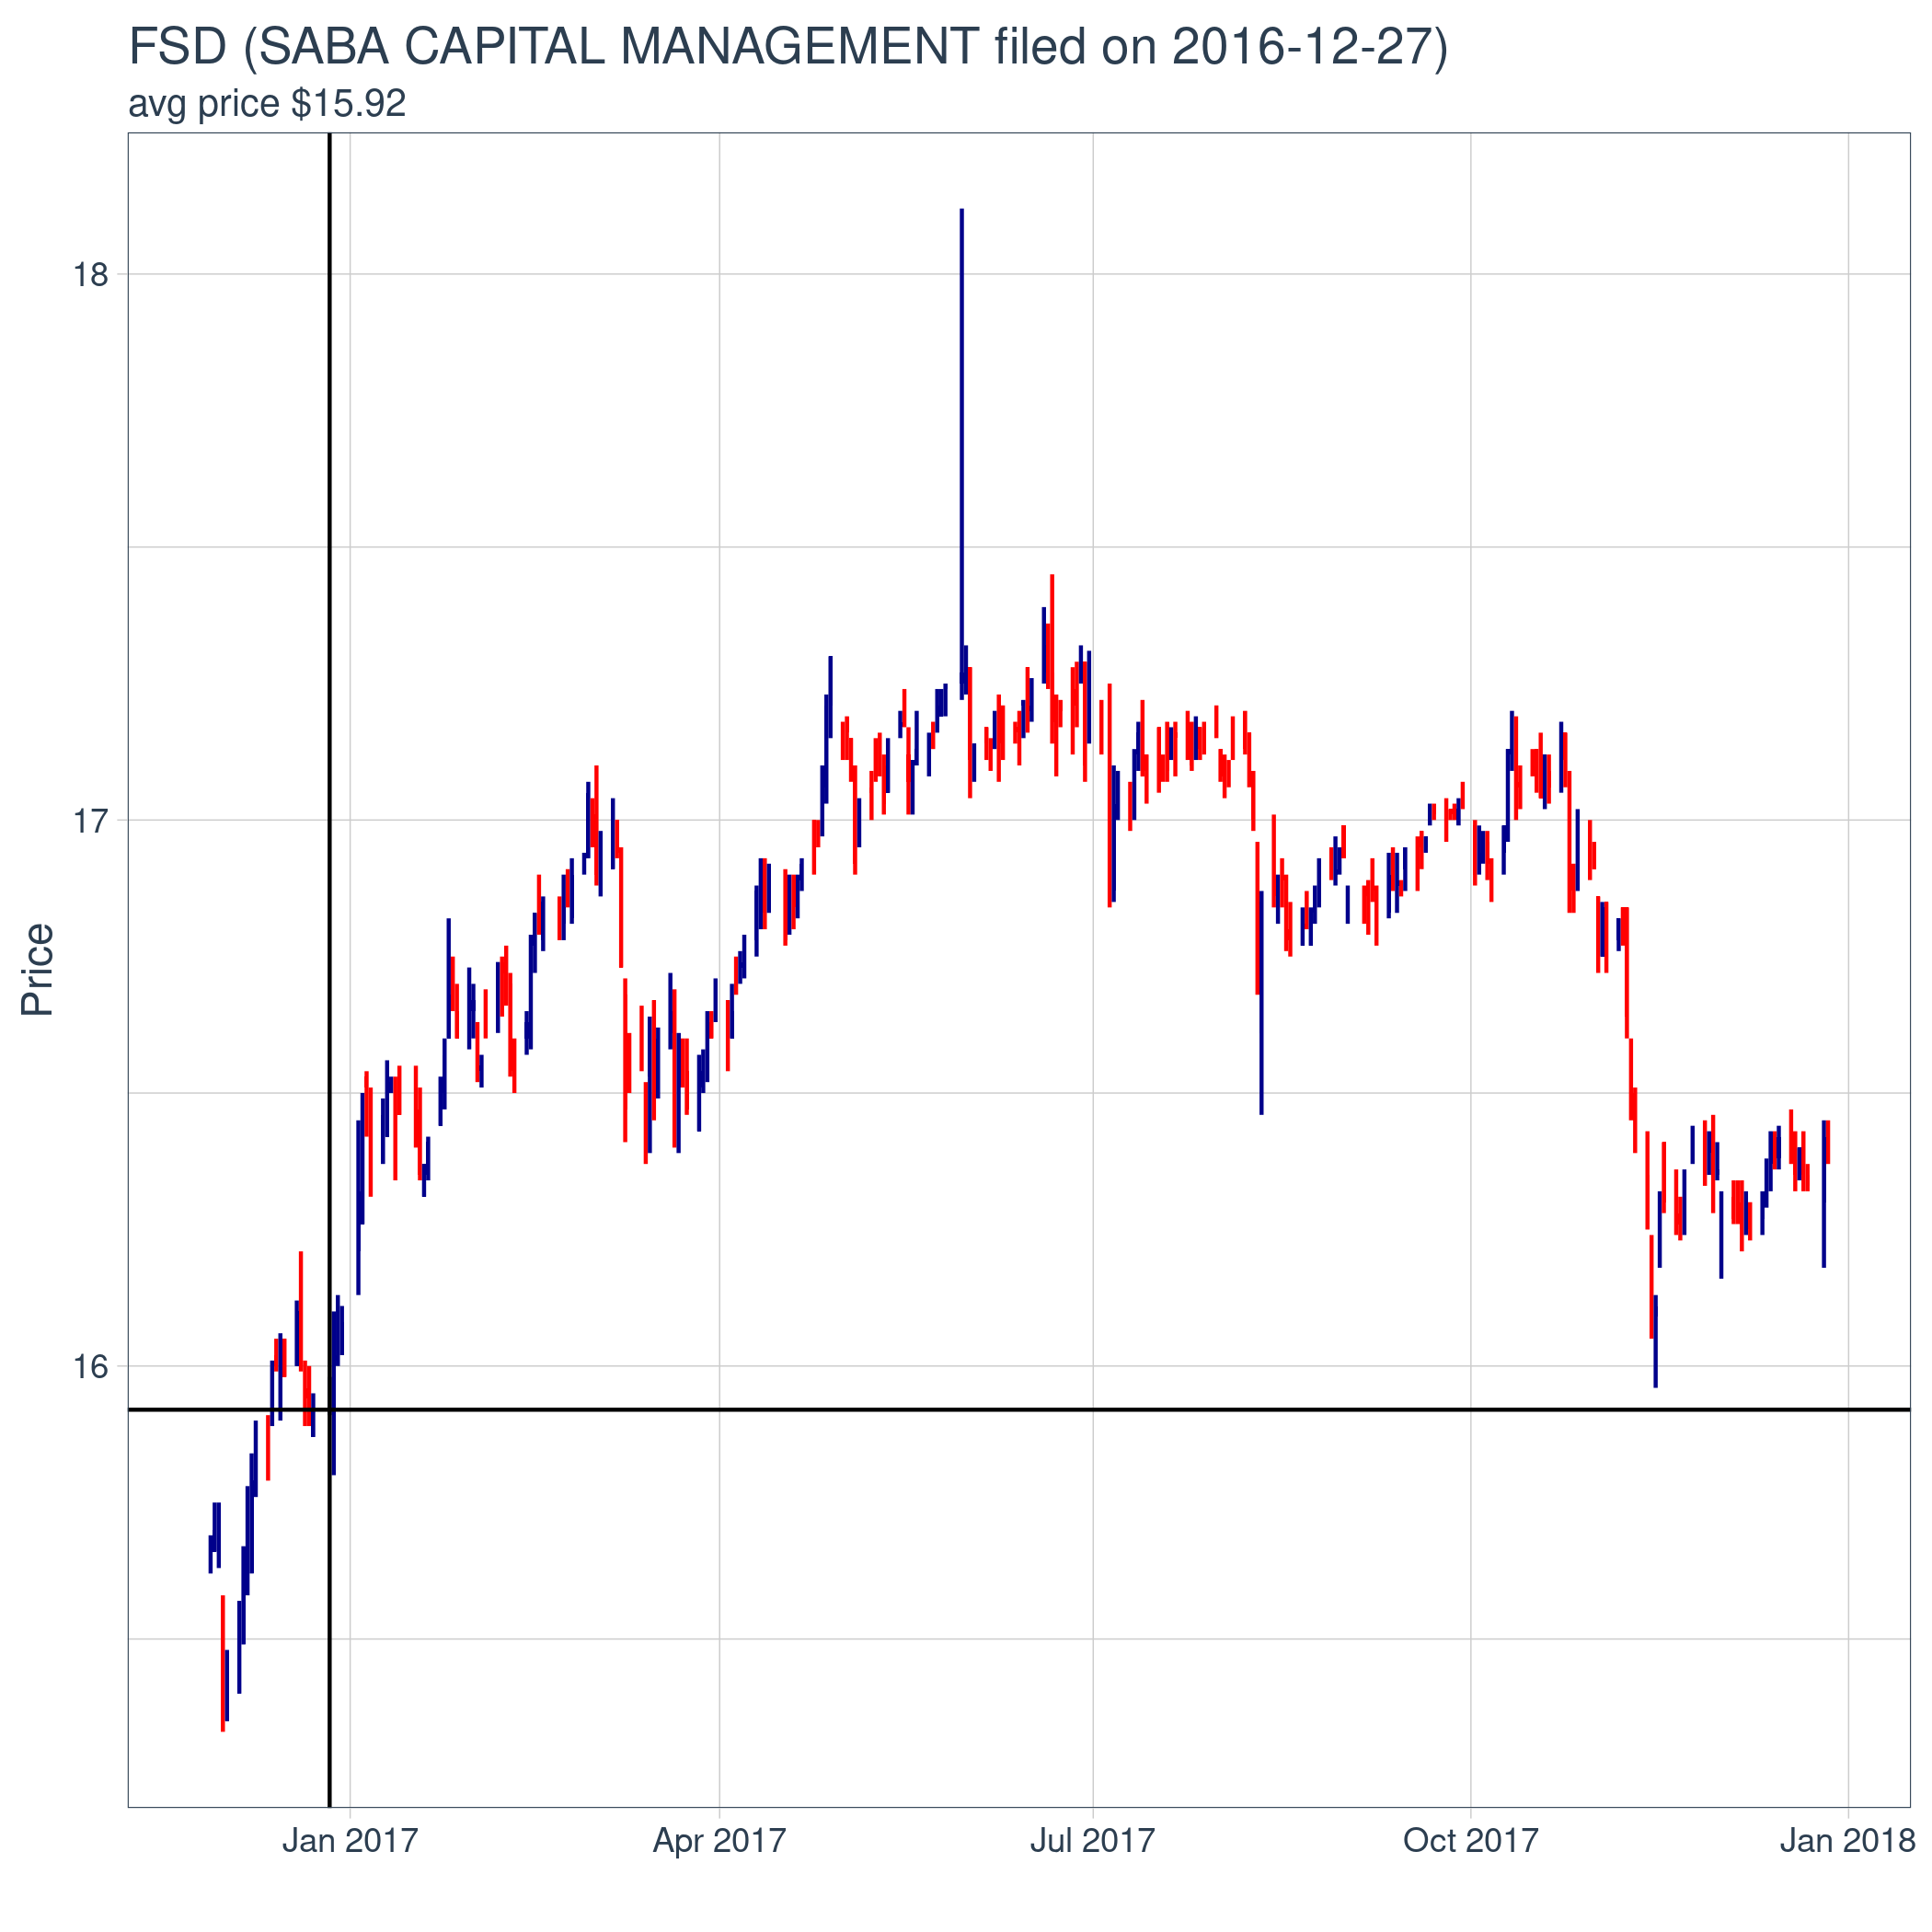 FSD (SABA CAPITAL MANAGEMENT filed on 2016-12-27)
avg price $15.92
Price
18
17
16
Jan 2017
Apr 2017
Jul 2017
Oct 2017
Jan 2018